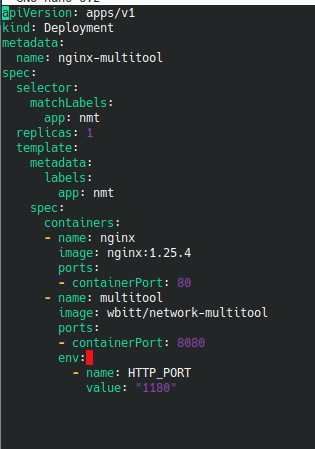 apiVersion: apps/v1
kind: Deployment
metadata:
  name: nginx-multitool
spec:
  selector:
    matchLabels:
      app: nmt
  replicas: 1
  template:
    metadata:
      labels:
        app: nmt
    spec:
      containers:
      - name: nginx
        image: nginx:1.25.4
        ports:
        - containerPort: 80
      - name: multitool
        image: wbitt/network-multitool
        ports:
        - containerPort: 8080
        env:
          - name: HTTP_PORT
            value: "1180"